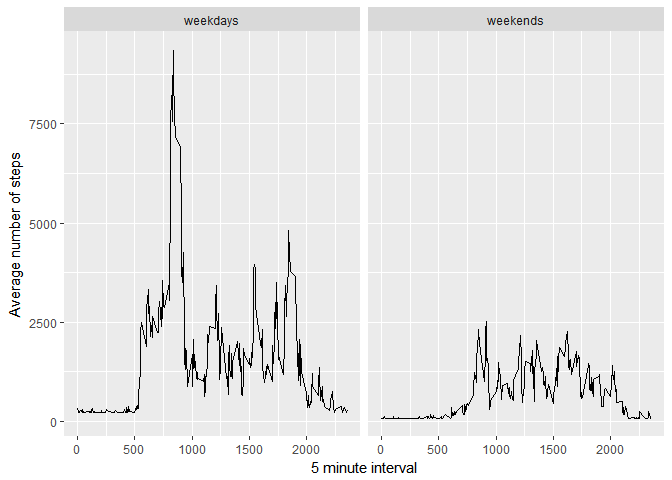 weekdays weekends
Average number of steps
7500
5000
2500
0
0 500 1000 1500 2000 0 500 1000 1500 2000
5 minute interval